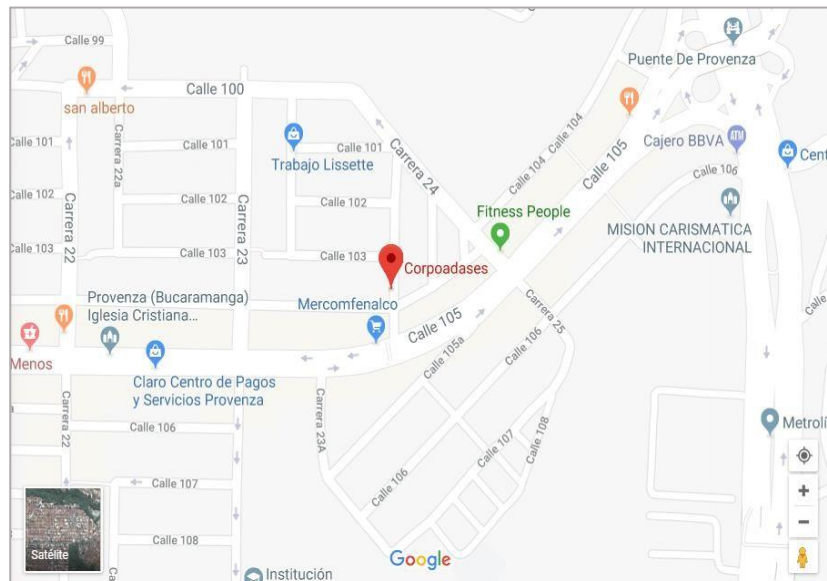 Calle 99
Puente De Provenza
Calle 100
san alberto
Calle 104
Calle 101
Carrera 22a
Calle 101
Calle 101
Trabajo Lissette
Calle 105
Cajero BBVA
ATM
Cent
Carrera 24
Calle 104
Calle 106
Calle 102
Calle 102
Calle 102
Carrera 22
Carrera 23
Fitness People
MISION CARISMATICA
INTERNACIONAL
Calle 103
Calle 103
Calle 103
Corpoadases
Provenza (Bucaramanga)
Iglesia Cristiana...
Mercomfenalco
Calle 105
Carrera 25
Calle
Menos
Claro Centro de Pagos
y Servicios Provenza
Calle 105a
Calle 106
Carrera 23A
Carrera 22
Calle 106
Calle 107
Calle 108
Metrolí
Calle 106
Calle 107
Calle 108
Satélite
Google
Institución